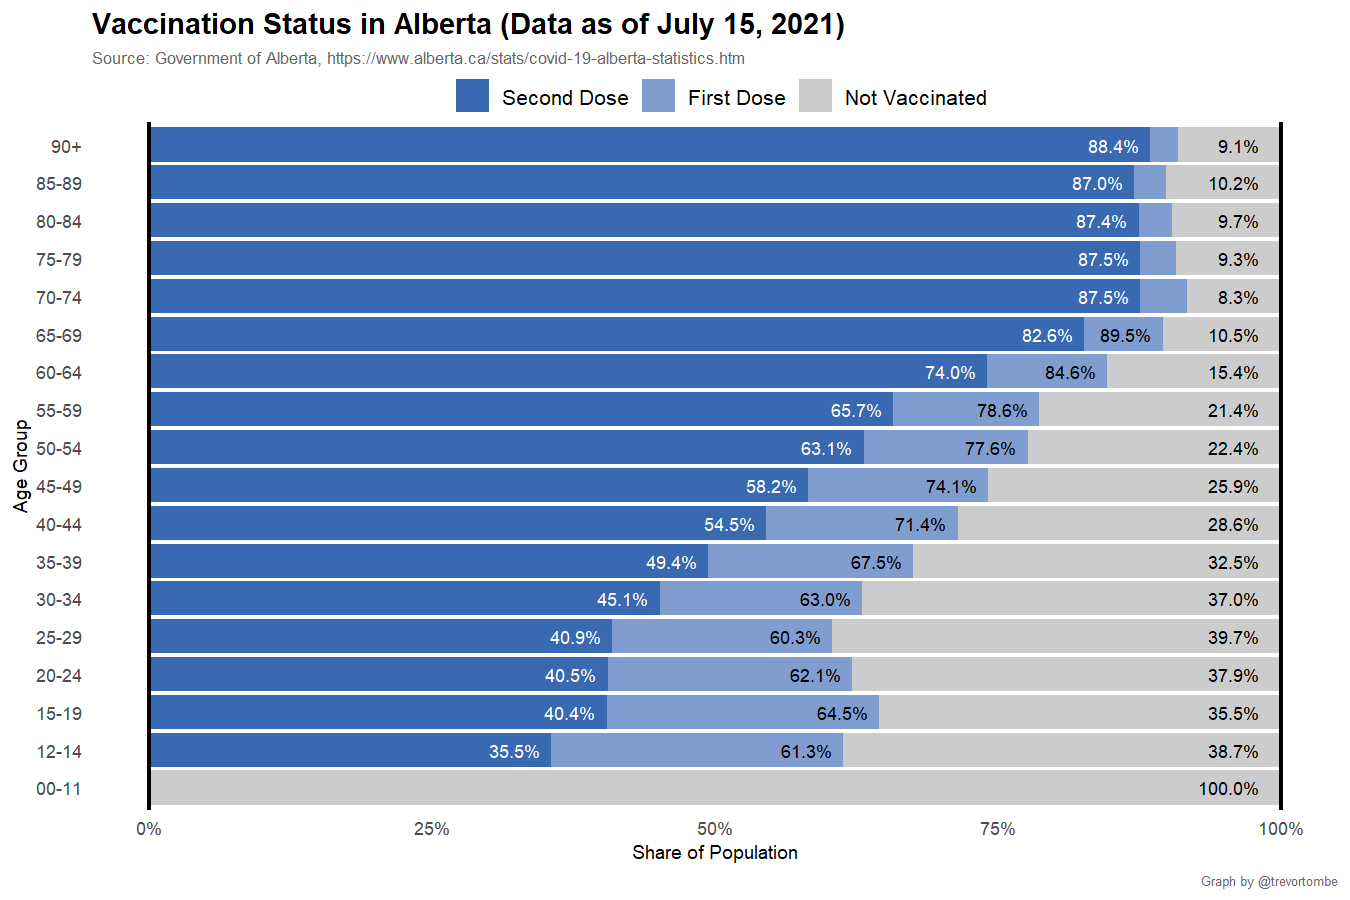 Vaccination Status in Alberta (Data as of July 15, 2021)
Source: Government of Alberta, https://www.alberta.ca/stats/covid-19-alberta-statistics.htm
Second Dose First Dose Not Vaccinated
90+ 88.4% 9.1%
85-89 87.0% 10.2%
80-84 87.4% 9.7%
75-79 87.5% 9.3%
70-74 87.5% 8.3%
65-69 82.6% 89.5% 10.5%
60-64 74.0% 84.6% 15.4%
55-59 65.7% 78.6% 21.4%
50-54 63.1% 77.6% 22.4%
Age Group
45-49 58.2% 74.1% 25.9%
40-44 54.5% 71.4% 28.6%
35-39 49.4% 67.5% 32.5%
30-34 45.1% 63.0% 37.0%
25-29 40.9% 60.3% 39.7%
20-24 40.5% 62.1% 37.9%
15-19 40.4% 64.5% 35.5%
12-14 35.5% 61.3% 38.7%
00-11 100.0%
0% 25% 50% 75% 100%
Share of Population
Graph by @trevortombe